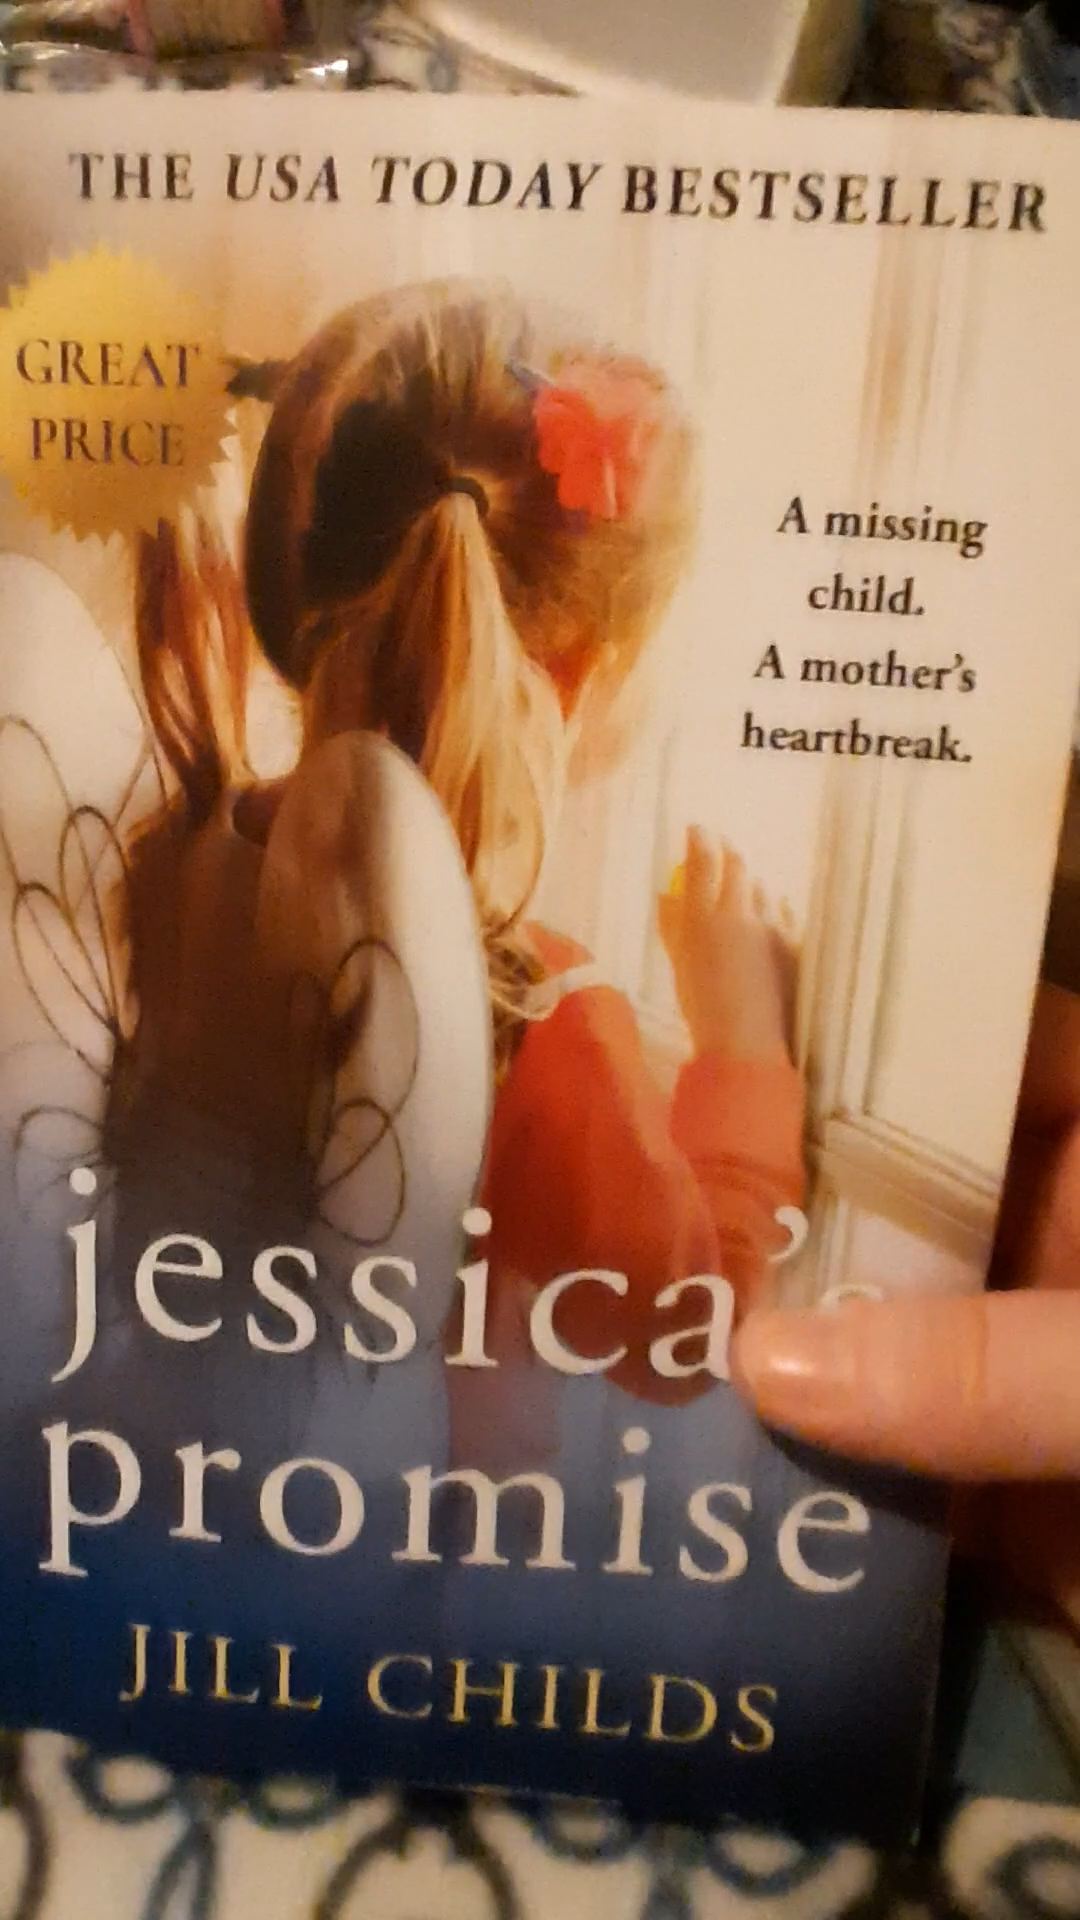 THE USA TODAY BESTSELLER
GREAT
PRICE
A missing
child.
A mother's
heartbreak.
jessica's
promise
JILL CHILDS